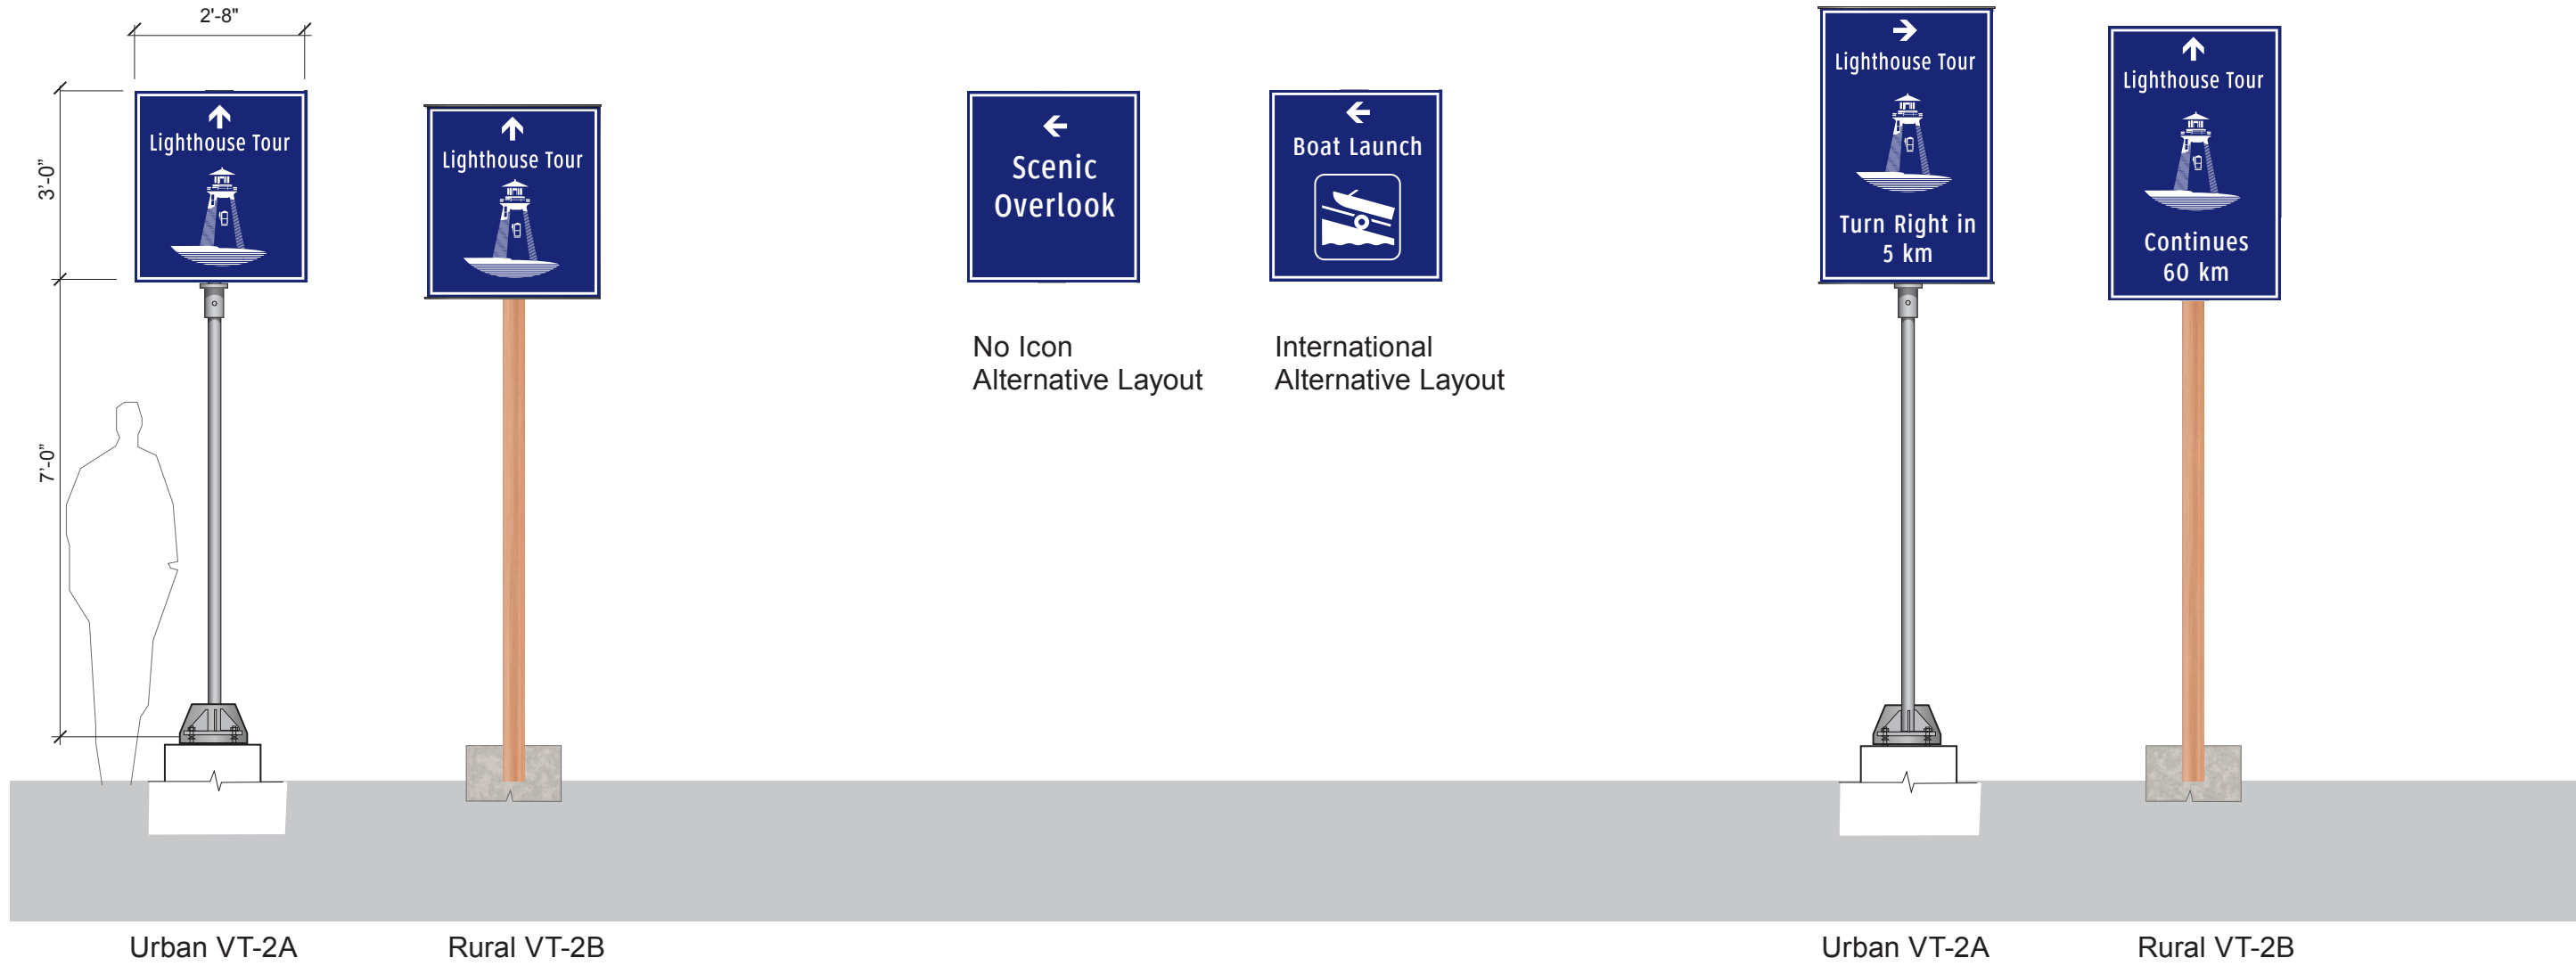 2'-8"
3'-0"
7'-0"
Lighthouse Tour
Lighthouse Tour
Scenic
Overlook
Boat Launch
No Icon
Alternative Layout
International
Alternative Layout
Lighthouse Tour
Turn Right in
5 km
Lighthouse Tour
Continues
60 km
Urban VT-2A
Rural VT-2B
Urban VT-2A
Rural VT-2B